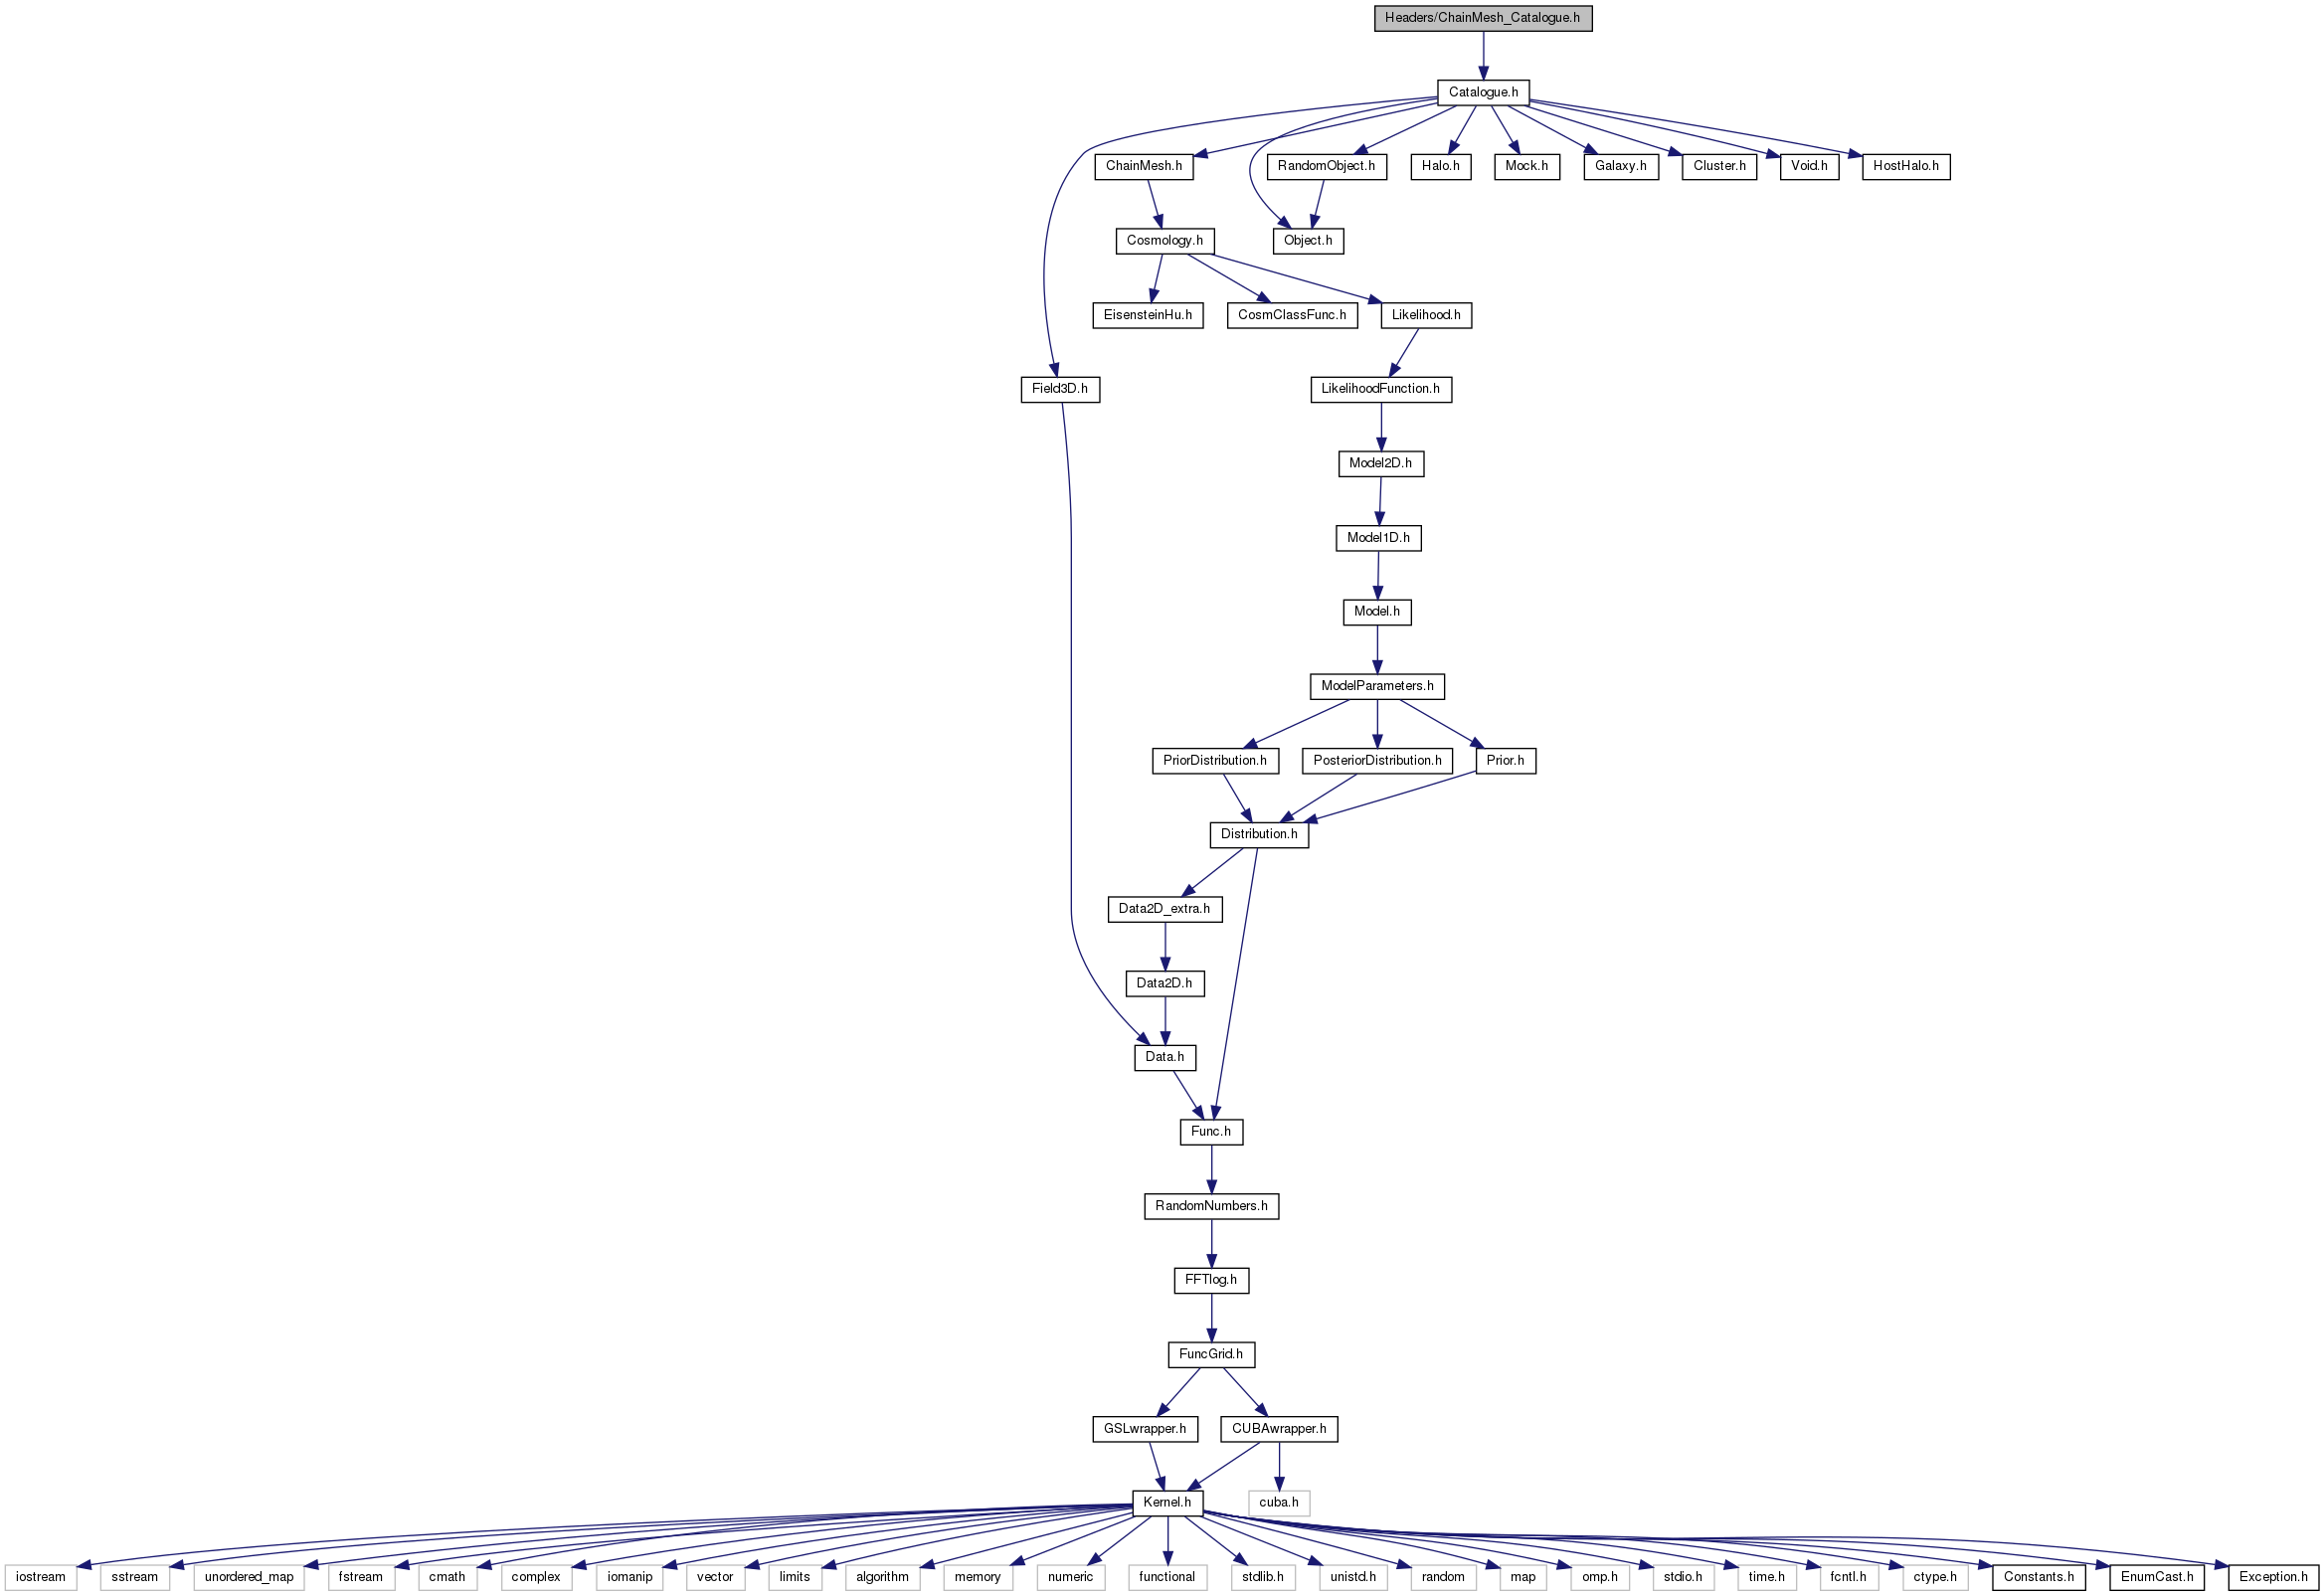 Headers/ChainMesh_Catalogue.h
Catalogue.h
ChainMesh.h
RandomObject.h
Halo.h
Mock.h
Galaxy.h
Cluster.h
Void.h
HostHalo.h
Cosmology.h
Object.h
EisensteinHu.h
CosmClassFunc.h
Likelihood.h
Field3D.h
LikelihoodFunction.h
Model2D.h
Model1D.h
Model.h
ModelParameters.h
PriorDistribution.h
PosteriorDistribution.h
Prior.h
Distribution.h
Data2D_extra.h
Data2D.h
Data.h
Func.h
RandomNumbers.h
FFTlog.h
FuncGrid.h
GSLwrapper.h
CUBAwrapper.h
Kernel.h
cuba.h
iostream
sstream
unordered_map
fstream
cmath
complex
iomanip
vector
limits
algorithm
memory
numeric
functional
stdlib.h
unistd.h
random
map
omp.h
stdio.h
time.h
fcntl.h
ctype.h
Constants.h
EnumCast.h
Exception.h